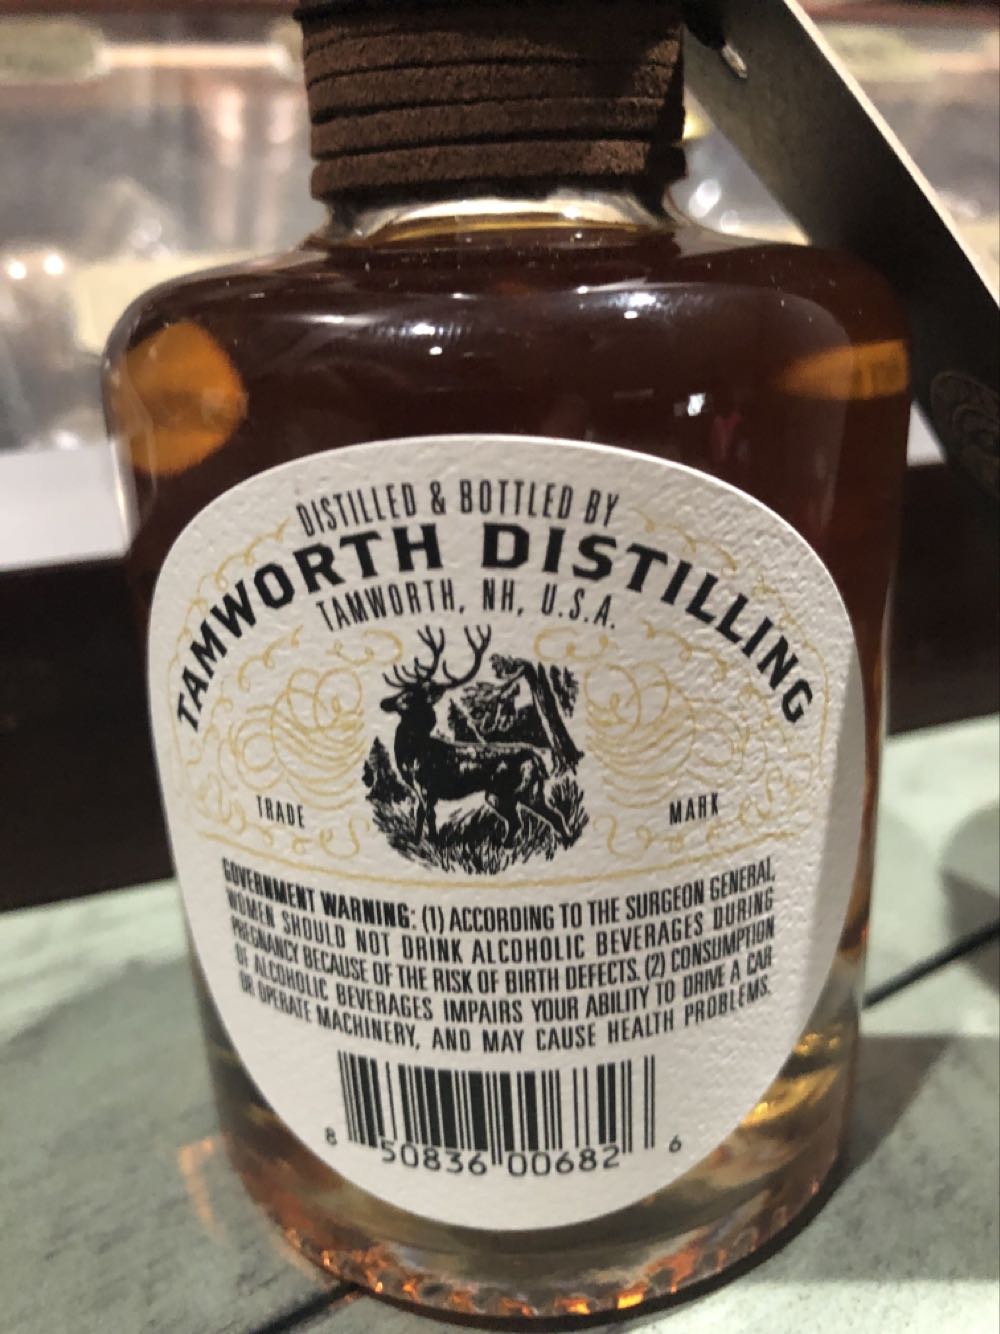 DISTILLED & BOTTLED BY
TAMWORTH DISTILLING
TAMWORTH, NH, U.S.A.
TRADE MARK
GOVERNMENT WARNING: (1) ACCORDING TO THE SURGEON GENERAL,
WOMEN SHOULD NOT DRINK ALCOHOLIC BEVERAGES DURING
PREGNANCY BECAUSE OF THE RISK OF BIRTH DEFECTS. (2) CONSUMPTION
OF ALCOHOLIC BEVERAGES IMPAIRS YOUR ABILITY TO DRIVE A CAR
OR OPERATE MACHINERY, AND MAY CAUSE HEALTH PROBLEMS.
8 50836 00682 6